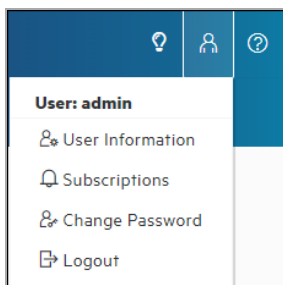 User: admin
User Information
Subscriptions
Change Password
Logout